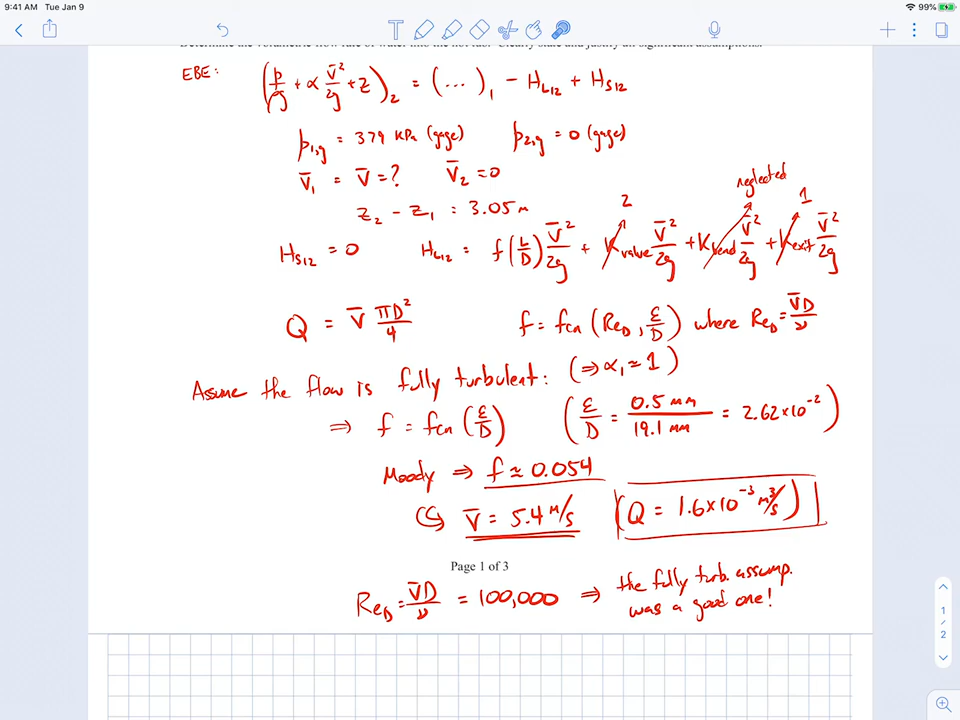 9:41 AM Tue Jan 9
99%
EBE: (p/ρg + α V̄²/2g + z)₂ = (...)₁ - H_L12 + H_S12
p₁,g = 379 kPa (gage) p₂,g = 0 (gage)
V̄₁ = V̄ = ? V̄₂ = 0
neglected
z₂ - z₁ = 3.05 m 2 1
H_S12 = 0 H_L12 = f (L/D) V̄²/2g + K_valve V̄²/2g + K_bend V̄²/2g + K_exit V̄²/2g
Q = V̄ πD²/4 f = fcn (Re_D, ε/D) where Re_D = V̄D/ν
Assume the flow is fully turbulent: (⇒ α₁ ≈ 1)
⇒ f = fcn (ε/D) (ε/D = 0.5 mm/19.1 mm = 2.62×10⁻²)
Moody ⇒ f ≈ 0.054
V̄ = 5.4 m/s (Q = 1.6×10⁻³ m³/s)
Page 1 of 3
Re_D = V̄D/ν = 100,000 ⇒ the fully turb. assump.
was a good one!
1
/
2